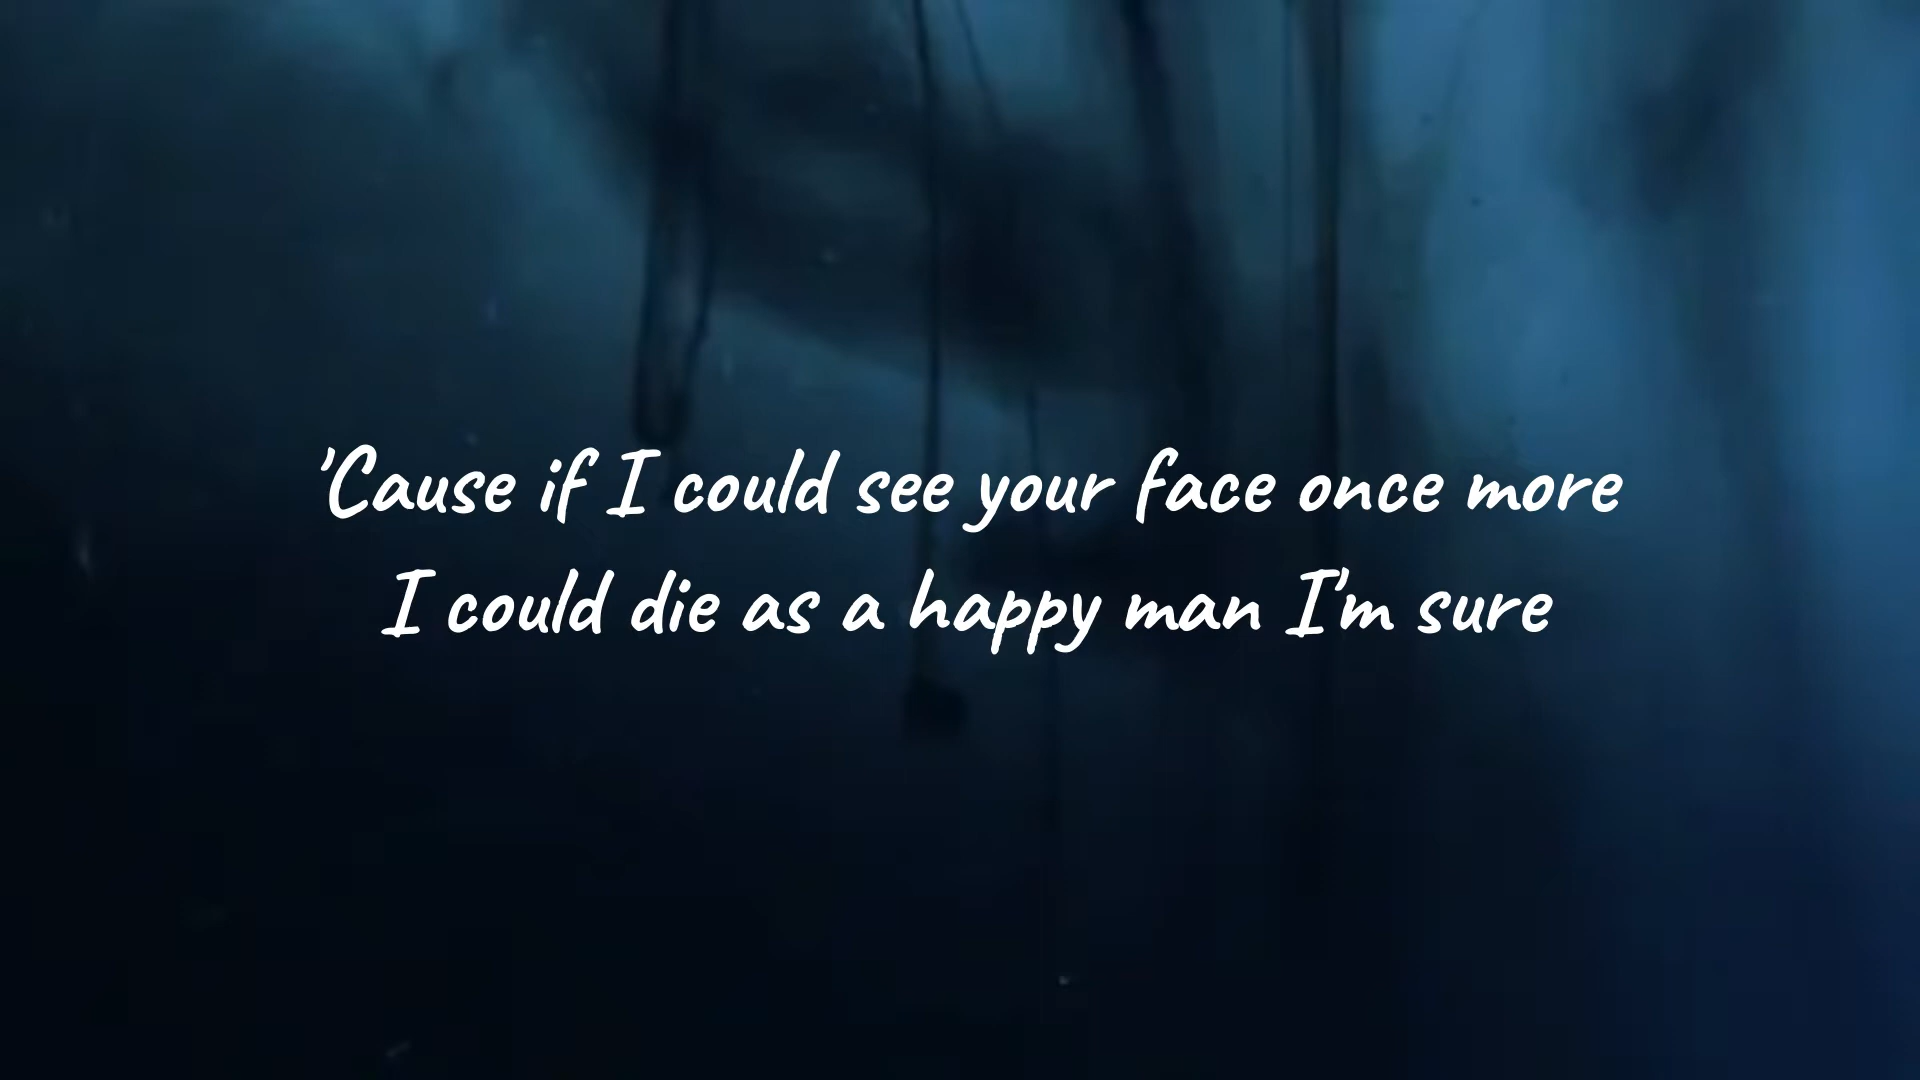 'Cause if I could see your face once more
I could die as a happy man I'm sure